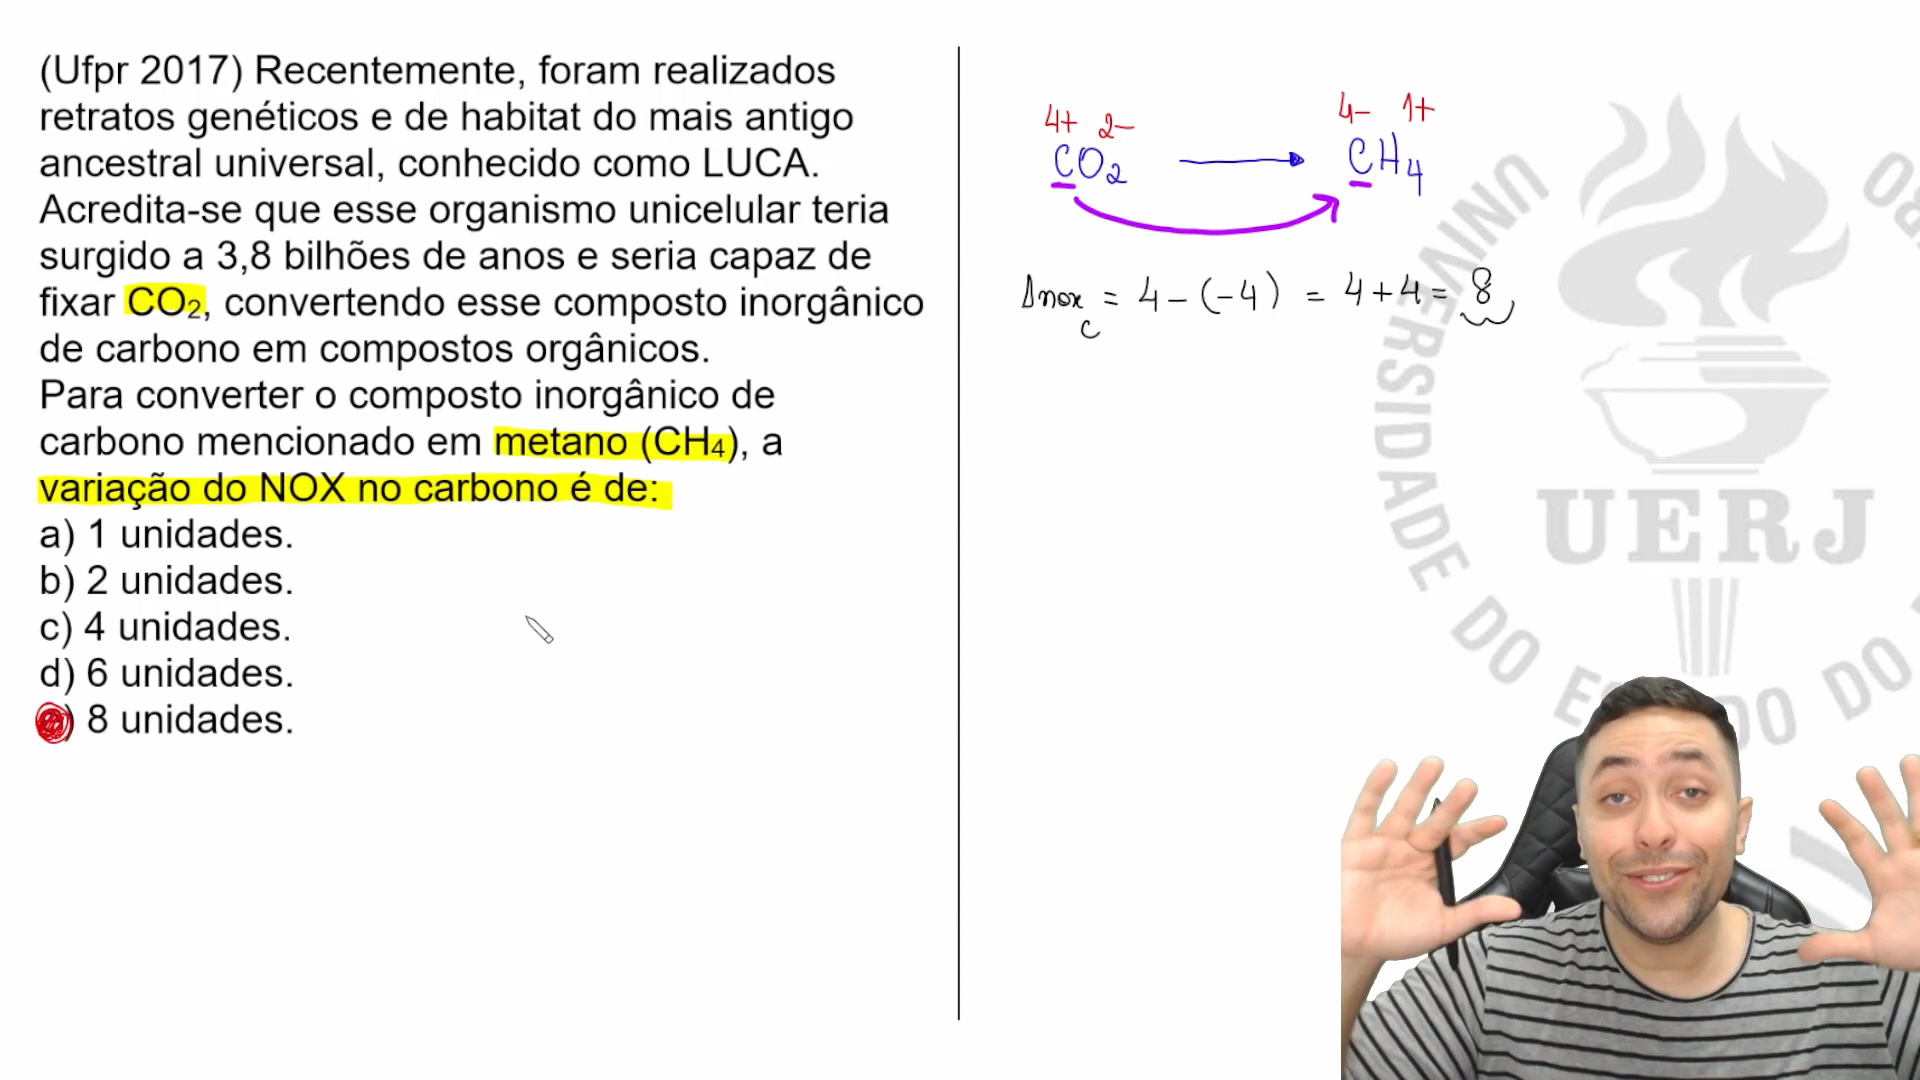 (Ufpr 2017) Recentemente, foram realizados
retratos genéticos e de habitat do mais antigo
ancestral universal, conhecido como LUCA.
Acredita-se que esse organismo unicelular teria
surgido a 3,8 bilhões de anos e seria capaz de
fixar CO₂, convertendo esse composto inorgânico
de carbono em compostos orgânicos.
Para converter o composto inorgânico de
carbono mencionado em metano (CH₄), a
variação do NOX no carbono é de:
a) 1 unidades.
b) 2 unidades.
c) 4 unidades.
d) 6 unidades.
) 8 unidades.
4+ 2− 4− 1+
CO₂ → CH₄
Δnox = 4 − (−4) = 4 + 4 = 8
c
UERJ
UNIVERSIDADE DO
DO
RO